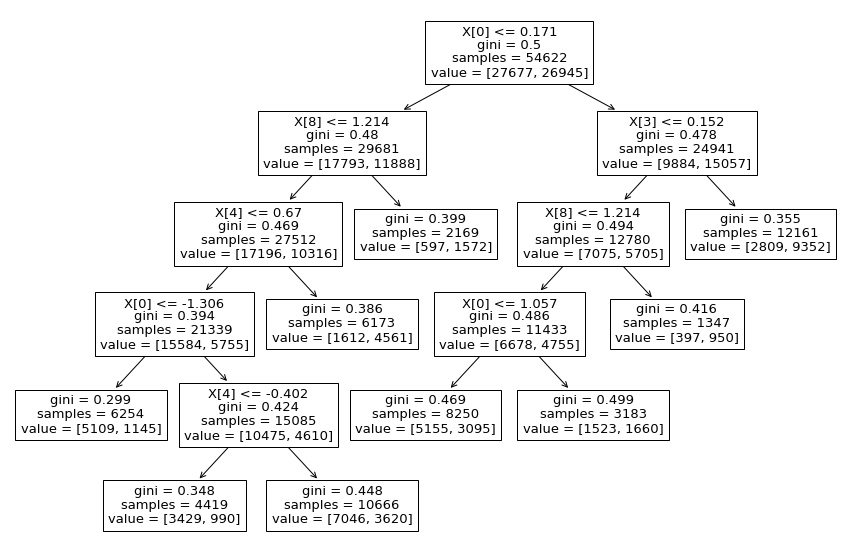 X[0] <= 0.171
gini = 0.5
samples = 54622
value = [27677, 26945]
X[8] <= 1.214
gini = 0.48
samples = 29681
value = [17793, 11888]
X[3] <= 0.152
gini = 0.478
samples = 24941
value = [9884, 15057]
X[4] <= 0.67
gini = 0.469
samples = 27512
value = [17196, 10316]
gini = 0.399
samples = 2169
value = [597, 1572]
X[8] <= 1.214
gini = 0.494
samples = 12780
value = [7075, 5705]
gini = 0.355
samples = 12161
value = [2809, 9352]
X[0] <= -1.306
gini = 0.394
samples = 21339
value = [15584, 5755]
gini = 0.386
samples = 6173
value = [1612, 4561]
X[0] <= 1.057
gini = 0.486
samples = 11433
value = [6678, 4755]
gini = 0.416
samples = 1347
value = [397, 950]
gini = 0.299
samples = 6254
value = [5109, 1145]
X[4] <= -0.402
gini = 0.424
samples = 15085
value = [10475, 4610]
gini = 0.469
samples = 8250
value = [5155, 3095]
gini = 0.499
samples = 3183
value = [1523, 1660]
gini = 0.348
samples = 4419
value = [3429, 990]
gini = 0.448
samples = 10666
value = [7046, 3620]